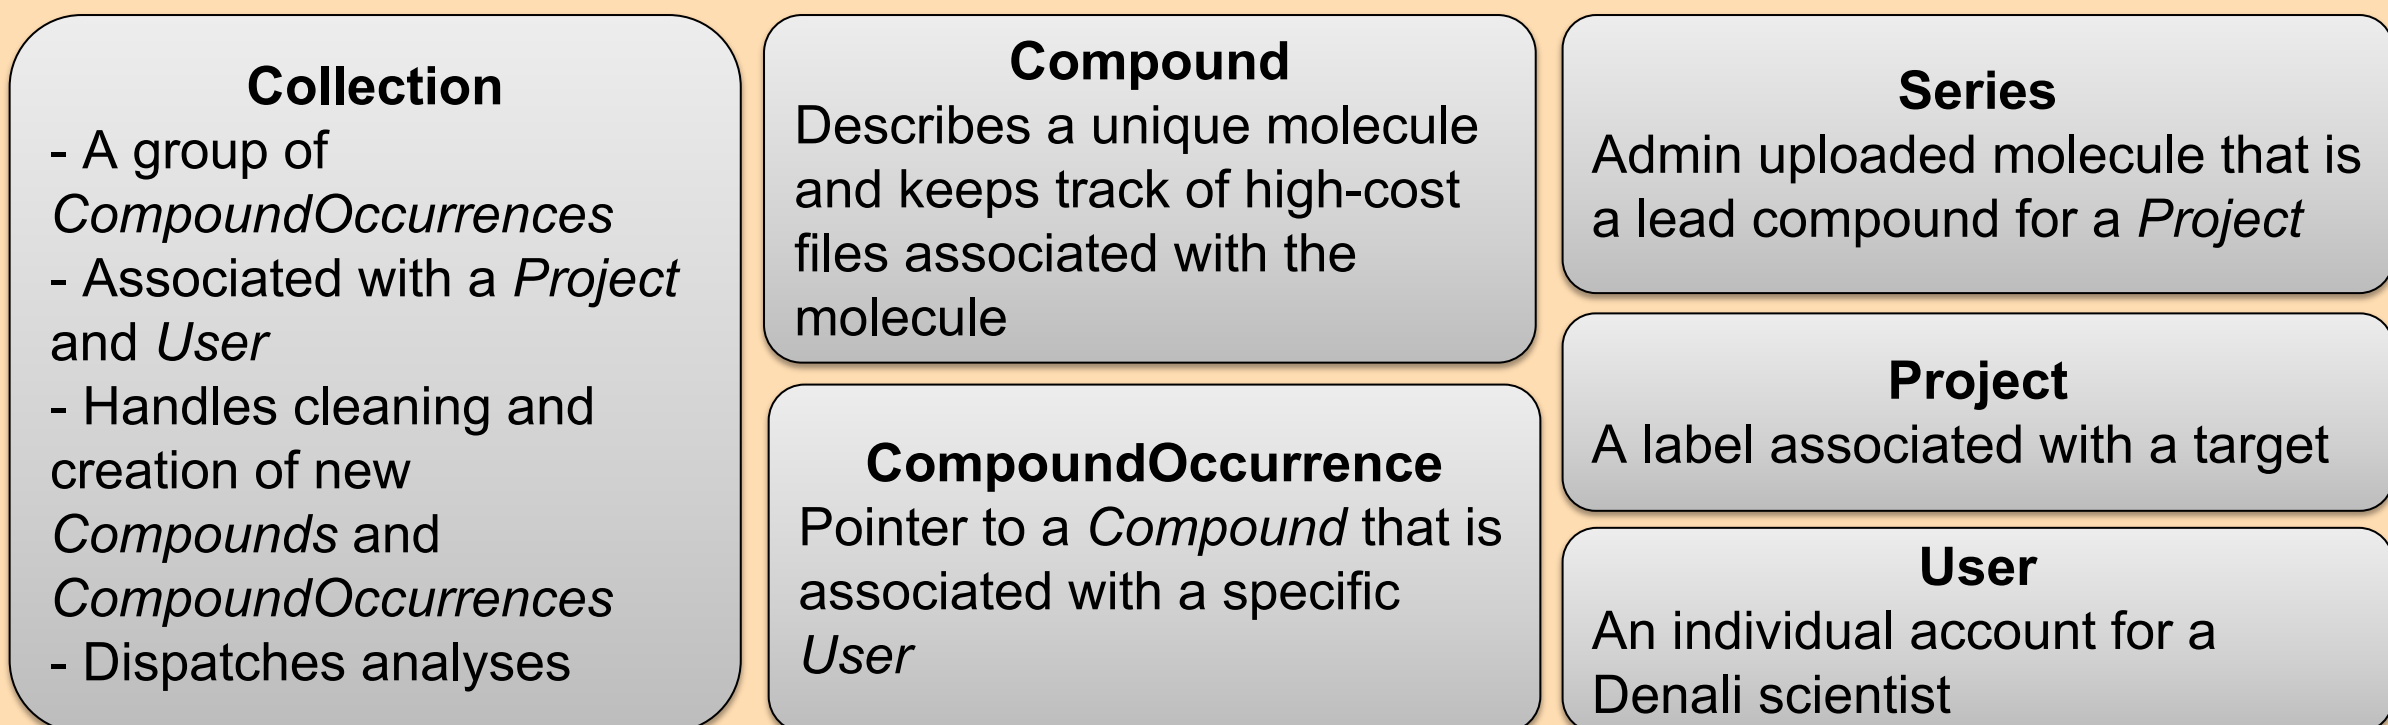 Collection
- A group of
CompoundOccurrences
- Associated with a Project
and User
- Handles cleaning and
creation of new
Compounds and
CompoundOccurrences
- Dispatches analyses
Compound
Describes a unique molecule
and keeps track of high-cost
files associated with the
molecule
CompoundOccurrence
Pointer to a Compound that is
associated with a specific
User
Series
Admin uploaded molecule that is
a lead compound for a Project
Project
A label associated with a target
User
An individual account for a
Denali scientist